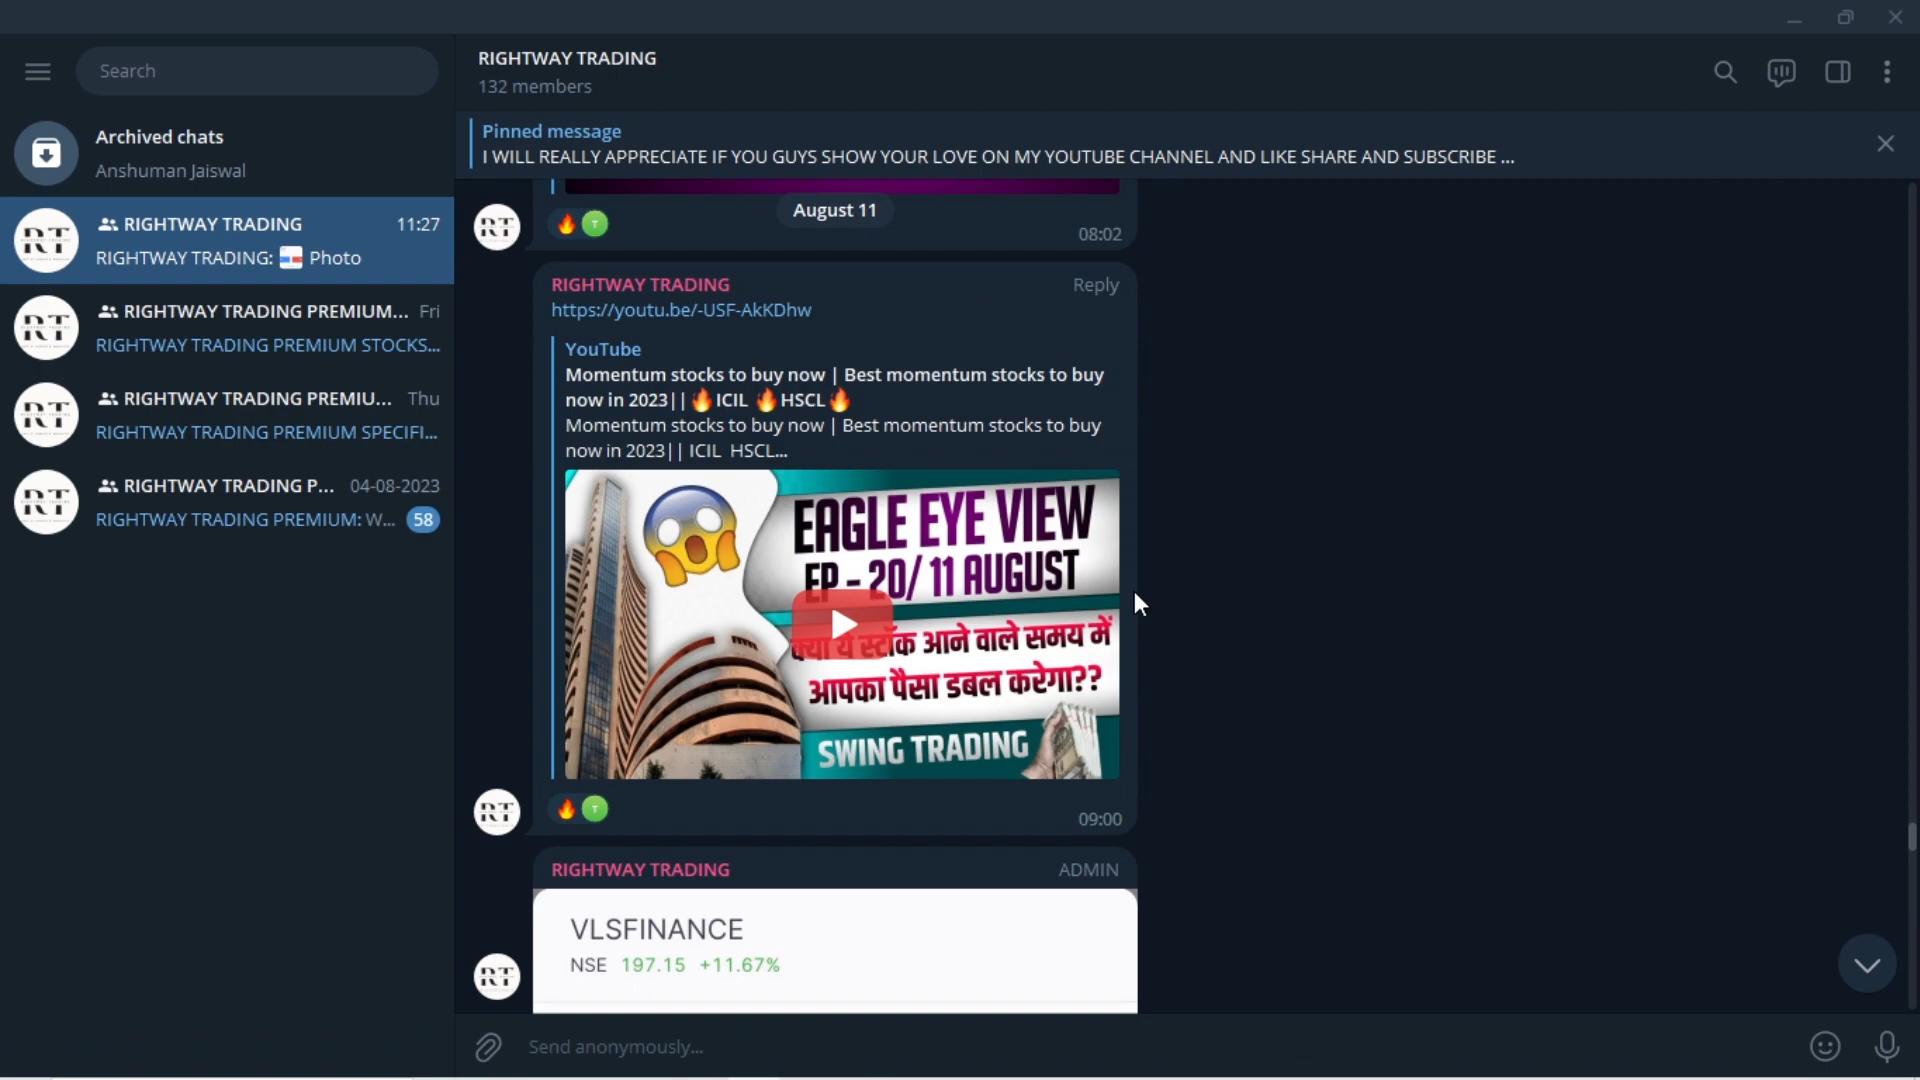 Search
Archived chats
Anshuman Jaiswal
RIGHTWAY TRADING 11:27
RIGHTWAY TRADING: Photo
RIGHTWAY TRADING PREMIUM... Fri
RIGHTWAY TRADING PREMIUM STOCKS...
RIGHTWAY TRADING PREMIU... Thu
RIGHTWAY TRADING PREMIUM SPECIFI...
RIGHTWAY TRADING P... 04-08-2023
RIGHTWAY TRADING PREMIUM: W... 58
RIGHTWAY TRADING
132 members
Pinned message
I WILL REALLY APPRECIATE IF YOU GUYS SHOW YOUR LOVE ON MY YOUTUBE CHANNEL AND LIKE SHARE AND SUBSCRIBE ...
August 11
RT
T
08:02
RIGHTWAY TRADING Reply
https://youtu.be/-USF-AkKDhw
YouTube
Momentum stocks to buy now | Best momentum stocks to buy
now in 2023||🔥ICIL 🔥HSCL🔥
Momentum stocks to buy now | Best momentum stocks to buy
now in 2023|| ICIL HSCL...
EAGLE EYE VIEW
EP - 20/ 11 AUGUST
क्या ये स्टॉक आने वाले समय में
आपका पैसा डबल करेगा??
SWING TRADING
RT
T
09:00
RIGHTWAY TRADING ADMIN
VLSFINANCE
NSE 197.15 +11.67%
RT
Send anonymously...